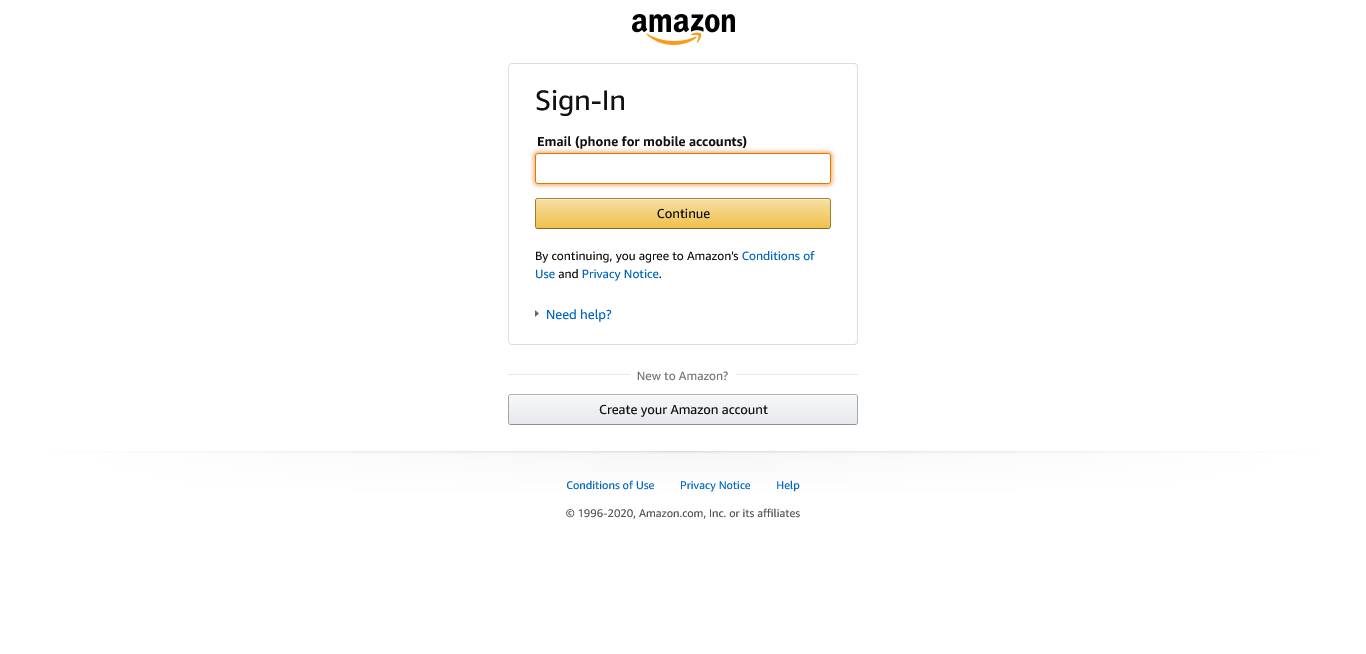 amazon
Sign-In
Email (phone for mobile accounts)
Continue
By continuing, you agree to Amazon's Conditions of
Use and Privacy Notice.
Need help?
New to Amazon?
Create your Amazon account
Conditions of Use Privacy Notice Help
© 1996-2020, Amazon.com, Inc. or its affiliates